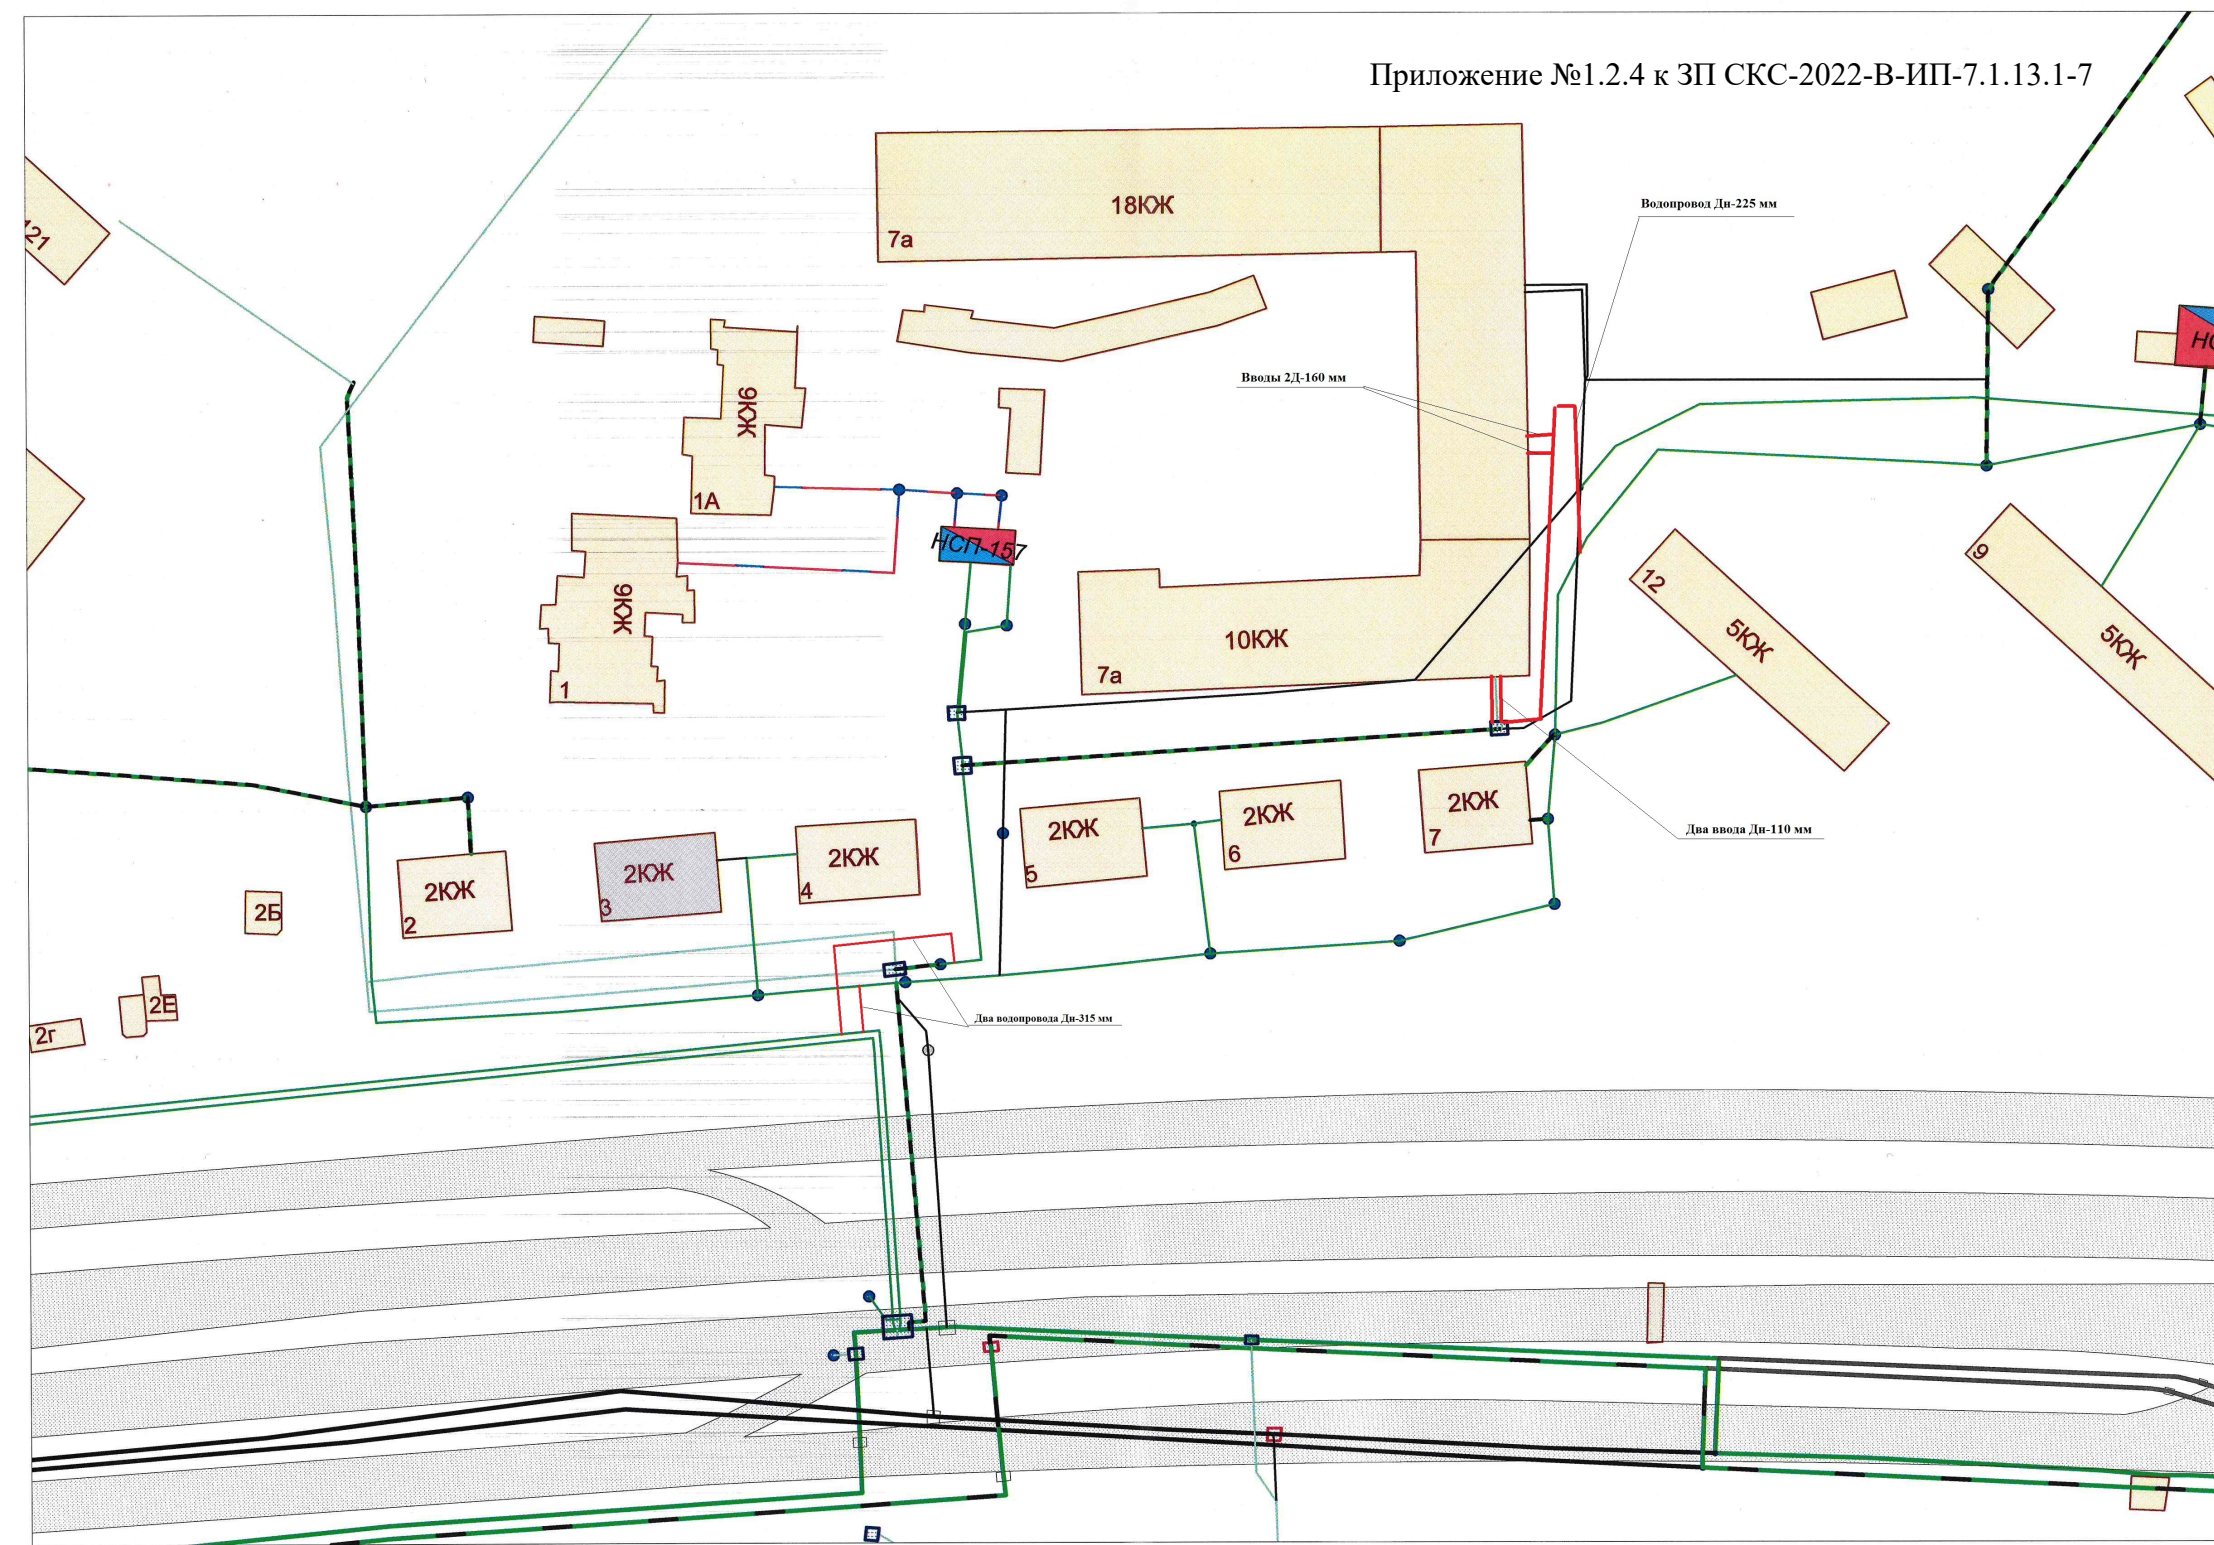 Приложение №1.2.4 к ЗП СКС-2022-В-ИП-7.1.13.1-7
Водопровод Дн-225 мм
18КЖ
7а
121
Вводы 2Д-160 мм
9КЖ
1А
НСП-157
9КЖ
1
10КЖ
7а
12
5КЖ
9
5КЖ
2КЖ
2
2КЖ
3
2КЖ
4
2КЖ
5
2КЖ
6
2КЖ
7
Два ввода Дн-110 мм
2Б
2Е
2г
Два водопровода Дн-315 мм